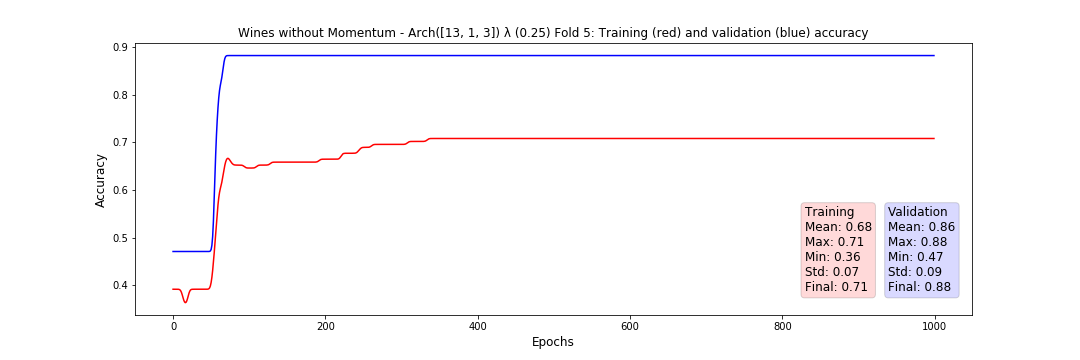 Wines without Momentum - Arch([13, 1, 3]) λ (0.25) Fold 5: Training (red) and validation (blue) accuracy
Accuracy
0.9
0.8
0.7
0.6
0.5
0.4
Training
Mean: 0.68
Max: 0.71
Min: 0.36
Std: 0.07
Final: 0.71
Validation
Mean: 0.86
Max: 0.88
Min: 0.47
Std: 0.09
Final: 0.88
0
200
400
600
800
1000
Epochs